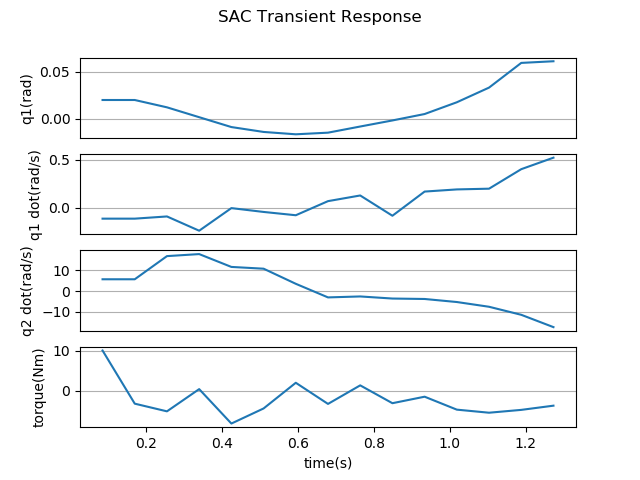 SAC Transient Response
q1(rad)
0.05
0.00
q1 dot(rad/s)
0.5
0.0
q2 dot(rad/s)
10
0
−10
torque(Nm)
10
0
0.2 0.4 0.6 0.8 1.0 1.2
time(s)